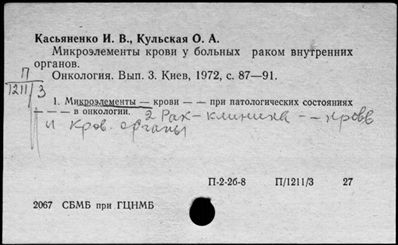 Касьяненко И. В., Кульская О. А.
Микроэлементы крови у больных раком внутренних
органов.
Онкология. Вып. 3. Киев, 1972, с. 87—91.
П
1211/3
1. Микроэлементы — крови — — при патологических состояниях
— — — в онкологии. 2 Рак - клиника - - кровь
и кров. органы
П-2-26-8 П/1211/3 27
2067 СБМБ при ГЦНМБ